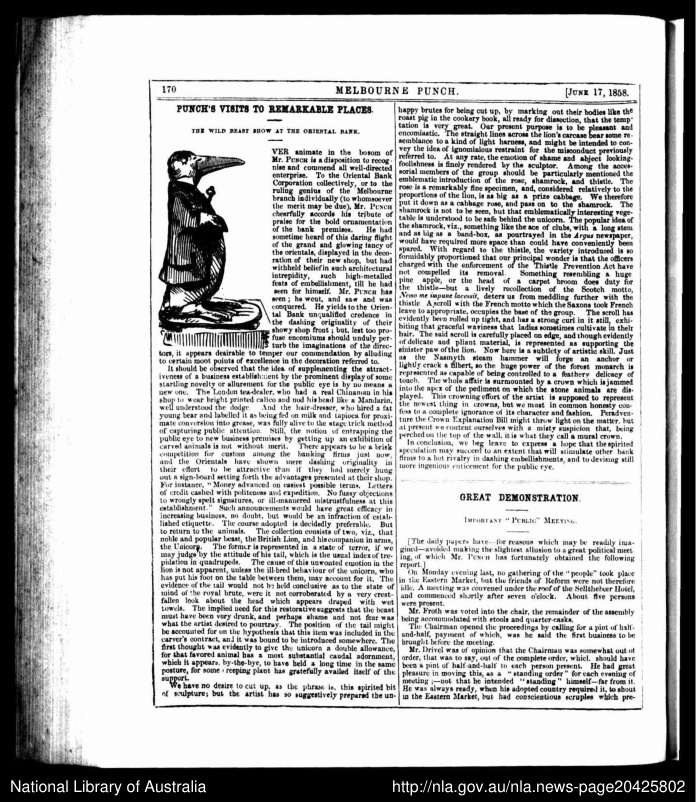 170
MELBOURNE PUNCH.
[JUNE 17, 1858.
PUNCH'S VISITS TO REMARKABLE PLACES.
THE WILD BEAST SHOW AT THE ORIENTAL BANK.
VER animate in the bosom of
Mr. PUNCH is a disposition to recog-
nise and commend all well-directed
enterprise. To the Oriental Bank
Corporation collectively, or to the
ruling genius of the Melbourne
branch individually (to whomsoever
the merit may be due), Mr. PUNCH
cheerfully accords his tribute of
praise for the bold ornamentation
of the bank premises. He had
sometime heard of this daring flight
of the grand and glowing fancy of
the orientals, displayed in the deco-
ration of their new shop, but had
withheld belief in such architectural
intrepidity, such high-metalled
feats of embellishment, till he had
seen for himself. Mr. PUNCH has
seen; he went, and saw and was
conquered. He yields to the Orien-
tal Bank unqualified credence in
the dashing originality of their
showy shop front; but, lest too pro-
fuse encomiums should unduly per-
turb the imaginations of the direc-
tors, it appears desirable to temper our commendation by alluding
to certain moot points of excellence in the decoration referred to.
It should be observed that the idea of supplementing the attract-
iveness of a business establishment by the prominent display of some
startling novelty or allurement for the public eye is by no means a
new one. The London tea-dealer, who had a real Chinaman in his
shop to wear bright printed calico and nod his head like a Mandarin,
well understood the dodge. And the hair-dresser, who hired a fat
young bear and labelled it as being fed on milk and tapioca for proxi-
mate conversion into grease, was fully alive to the stage trick method
of capturing public attention. Still, the notion of entrapping the
public eye to new business premises by getting up an exhibition of
carved animals is not without merit. There appears to be a brisk
competition for custom among the banking firms just now,
and the Orientals have shown more dashing originality in
their effort to be attractive than if they had merely hung
out a sign-board setting forth the advantages presented at their shop.
For instance, "Money advanced on easiest possible terms. Letters
of credit cashed with politeness and expedition. No fussy objections
to wrongly spelt signatures, or ill-mannered mistrustfulness at this
establishment." Such announcements would have great efficacy in
increasing business, no doubt, but would be an infraction of estab-
lished etiquette. The course adopted is decidedly preferable. But
to return to the animals. The collection consists of two, viz., that
noble and popular beast, the British Lion, and his companion in arms,
the Unicorn. The former is represented in a state of terror, if we
may judge by the attitude of his tail, which is the usual index of tre-
pidation in quadrupeds. The cause of this unwonted emotion in the
lion is not apparent, unless the ill-bred behaviour of the unicorn, who
has put his foot on the table between them, may account for it. The
evidence of the tail would not be held conclusive as to the state of
mind of the royal brute, were it not corroborated by a very crest-
fallen look about the head which appears draped with wet
towels. The implied need for this restorative suggests that the beast
must have been very drunk, and perhaps shame and not fear was
what the artist desired to pourtray. The position of the tail might
be accounted for on the hypothesis that this item was included in the
carver's contract, and it was bound to be introduced somewhere. The
first thought was evidently to give the unicorn a double allowance,
for that favored animal has a most substantial caudal adornment,
which it appears, by-the-bye, to have held a long time in the same
posture, for some creeping plant has gratefully availed itself of the
support.
We have no desire to cut up, as the phrase is, this spirited bit
of sculpture; but the artist has so suggestively prepared the un-
happy brutes for being cut up, by marking out their bodies like the
roast pig in the cookery book, all ready for dissection, that the temp-
tation is very great. Our present purpose is to be pleasant and
encomiastic. The straight lines across the lion's carcase bear some re-
semblance to a kind of light harness, and might be intended to con-
vey the idea of ignominious restraint for the misconduct previously
referred to. At any rate, the emotion of shame and abject looking-
foolishness is finely rendered by the sculptor. Among the acces-
sorial members of the group should be particularly mentioned the
emblematic introduction of the rose, shamrock, and thistle. The
rose is a remarkably fine specimen, and, considered relatively to the
proportions of the lion, is as big as a prize cabbage. We therefore
put it down as a cabbage rose, and pass on to the shamrock. The
shamrock is not to be seen, but that emblematically interesting vege-
table is understood to be safe behind the unicorn. The popular idea of
the shamrock, viz., something like the ace of clubs, with a long stem
and as big as a band-box, as pourtrayed in the Argus newspaper,
would have required more space than could have conveniently been
spared. With regard to the thistle, the variety introduced is so
formidably proportioned that our principal wonder is that the officers
charged with the enforcement of the Thistle Prevention Act have
not compelled its removal. Something resembling a huge
pine apple, or the head of a carpet broom does duty for
the thistle—but a lively recollection of the Scotch motto,
Nemo me impune lacessit, deters us from meddling further with the
thistle A scroll with the French motto which the Saxons took French
leave to appropriate, occupies the base of the group. The scroll has
evidently been rolled up tight, and has a strong curl in it still, exhi-
biting that graceful waviness that ladies sometimes cultivate in their
hair. The said scroll is carefully placed on edge, and though evidently
of delicate and pliant material, is represented as supporting the
sinister paw of the lion. Now here is a subtlety of artistic skill. Just
as the Nasmyth steam hammer will forge an anchor or
lightly crack a filbert, so the huge power of the forest monarch is
represented as capable of being controlled to a feathery delicacy of
touch. The whole affair is surmounted by a crown which is jammed
into the apex of the pediment on which the stone animals are dis-
played. This crowning effort of the artist is supposed to represent
the newest thing in crowns, but we must in common honesty con-
fess to a complete ignorance of its character and fashion. Peradven-
ture the Crown Explanation Bill might throw light on the matter, but
at present we content ourselves with a misty suspicion that, being
perched on the top of the wall, it is what they call a mural crown.
In conclusion, we beg leave to express a hope that the spirited
speculation may succeed to an extent that will stimulate other bank
firms to a hot rivalry in dashing embellishments, and to devising still
more ingenious enticement for the public eye.
GREAT DEMONSTRATION.
IMPORTANT "PUBLIC" MEETING.
[The daily papers have—for reasons which may be readily ima-
gined—avoided making the slightest allusion to a great political meet
ing, of which Mr. PUNCH has fortunately obtained the following
report.]
On Monday evening last, no gathering of the "people" took place
in the Eastern Market, but the friends of Reform were not therefore
idle. A meeting was convened under the roof of the Selltheber Hotel,
and commenced shortly after seven o'clock. About five persons
were present.
Mr. Froth was voted into the chair, the remainder of the assembly
being accommodated with stools and quarter-casks.
The Chairman opened the proceedings by calling for a pint of half-
and-half, payment of which, was he said the first business to be
brought before the meeting.
Mr. Drivel was of opinion that the Chairman was somewhat out of
order, that was to say, out of the complete order, which should have
been a pint of half-and-half to each person present. He had great
pleasure in moving this, as a "standing order" for each evening of
meeting;—not that he intended "standing" himself—far from it.
He was always ready, when his adopted country required it, to shout
in the Eastern Market, but had conscientious scruples which pre-
National Library of Australia
http://nla.gov.au/nla.news-page20425802